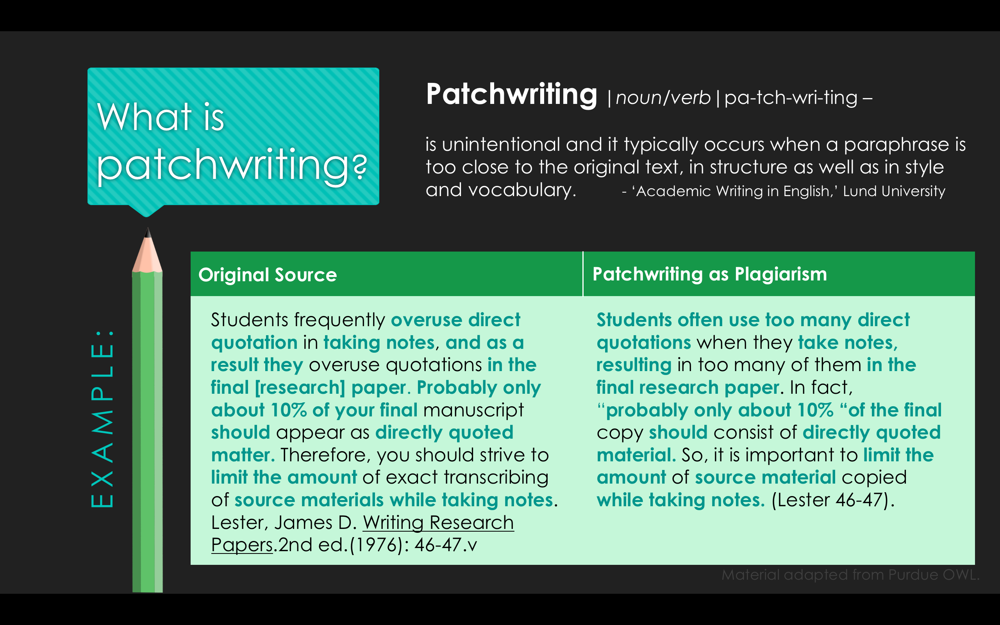 What is
patchwriting?
Patchwriting |noun/verb|pa-tch-wri-ting –
is unintentional and it typically occurs when a paraphrase is
too close to the original text, in structure as well as in style
and vocabulary. - ‘Academic Writing in English,’ Lund University
EXAMPLE:
Original Source
Students frequently overuse direct
quotation in taking notes, and as a
result they overuse quotations in the
final [research] paper. Probably only
about 10% of your final manuscript
should appear as directly quoted
matter. Therefore, you should strive to
limit the amount of exact transcribing
of source materials while taking notes.
Lester, James D. Writing Research
Papers.2nd ed.(1976): 46-47.v
Patchwriting as Plagiarism
Students often use too many direct
quotations when they take notes,
resulting in too many of them in the
final research paper. In fact,
“probably only about 10% “of the final
copy should consist of directly quoted
material. So, it is important to limit the
amount of source material copied
while taking notes. (Lester 46-47).
Material adapted from Purdue OWL.